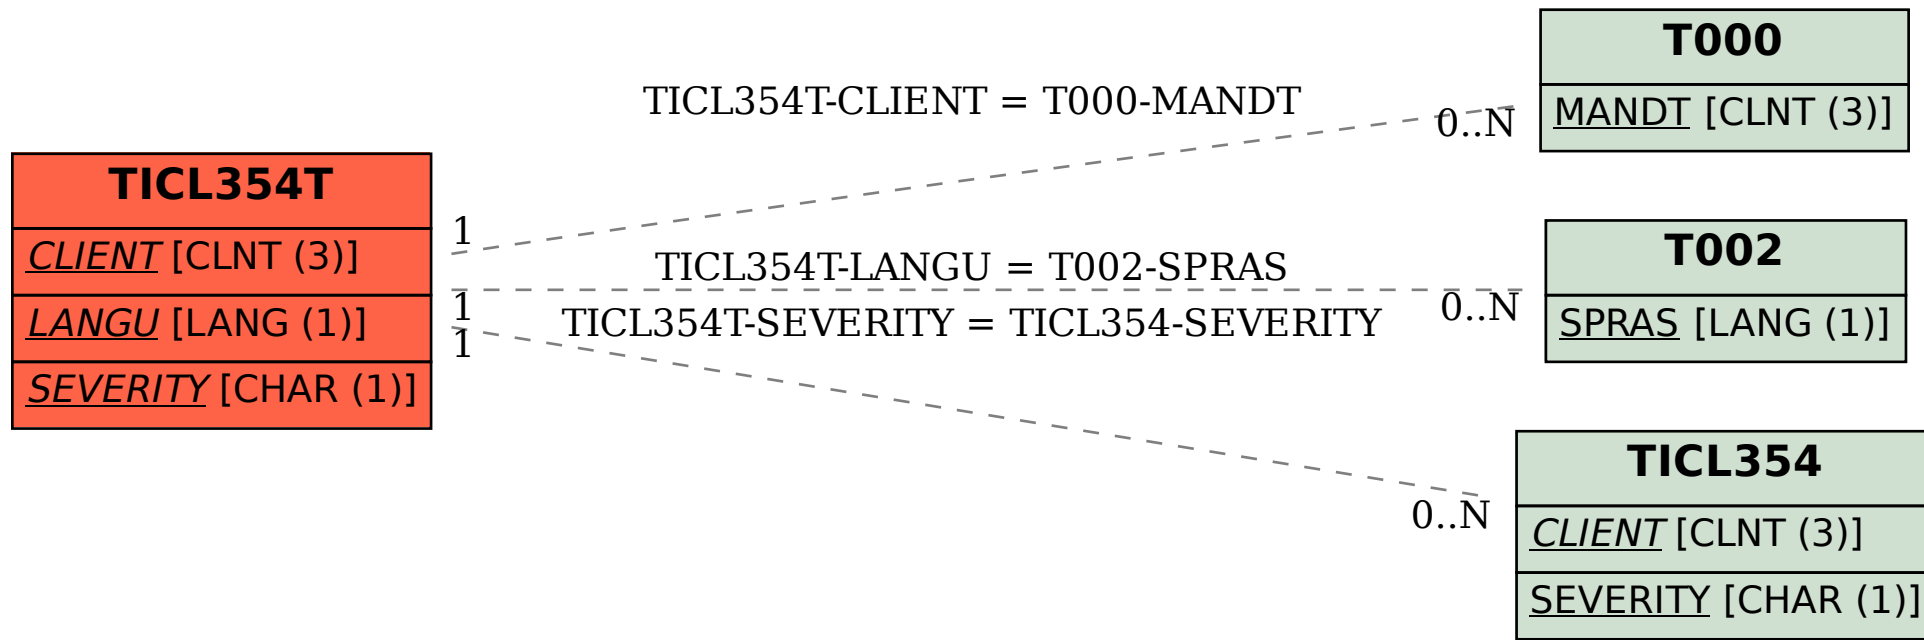 TICL354T
CLIENT [CLNT (3)]
LANGU [LANG (1)]
SEVERITY [CHAR (1)]
TICL354T-CLIENT = T000-MANDT
1
0..N
TICL354T-LANGU = T002-SPRAS
1
0..N
TICL354T-SEVERITY = TICL354-SEVERITY
1
0..N
T000
MANDT [CLNT (3)]
T002
SPRAS [LANG (1)]
TICL354
CLIENT [CLNT (3)]
SEVERITY [CHAR (1)]